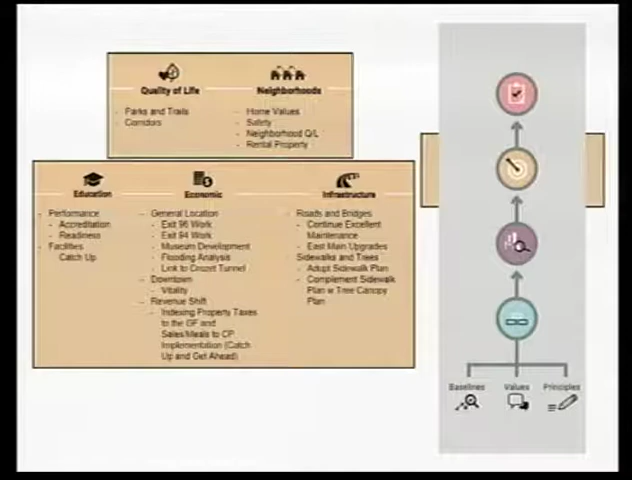 Quality of Life
- Parks and Trails
- Corridors
Neighborhoods
- Home Values
- Safety
- Neighborhood Q/L
- Rental Property
Education
- Performance
- Accreditation
- Readiness
- Facilities
Catch Up
Economic
- General Location
- Exit 96 Work
- Exit 94 Work
- Museum Development
- Flooding Analysis
- Link to Crozet Tunnel
- Downtown
- Vitality
- Revenue Shift
- Indexing Property Taxes
to the GF and
Sales/Meals to CP
Implementation (Catch
Up and Get Ahead)
Infrastructure
- Roads and Bridges
- Continue Excellent
Maintenance
- East Main Upgrades
- Sidewalks and Trees
- Adopt Sidewalk Plan
- Complement Sidewalk
Plan w Tree Canopy
Plan
Baselines
Values
Principles